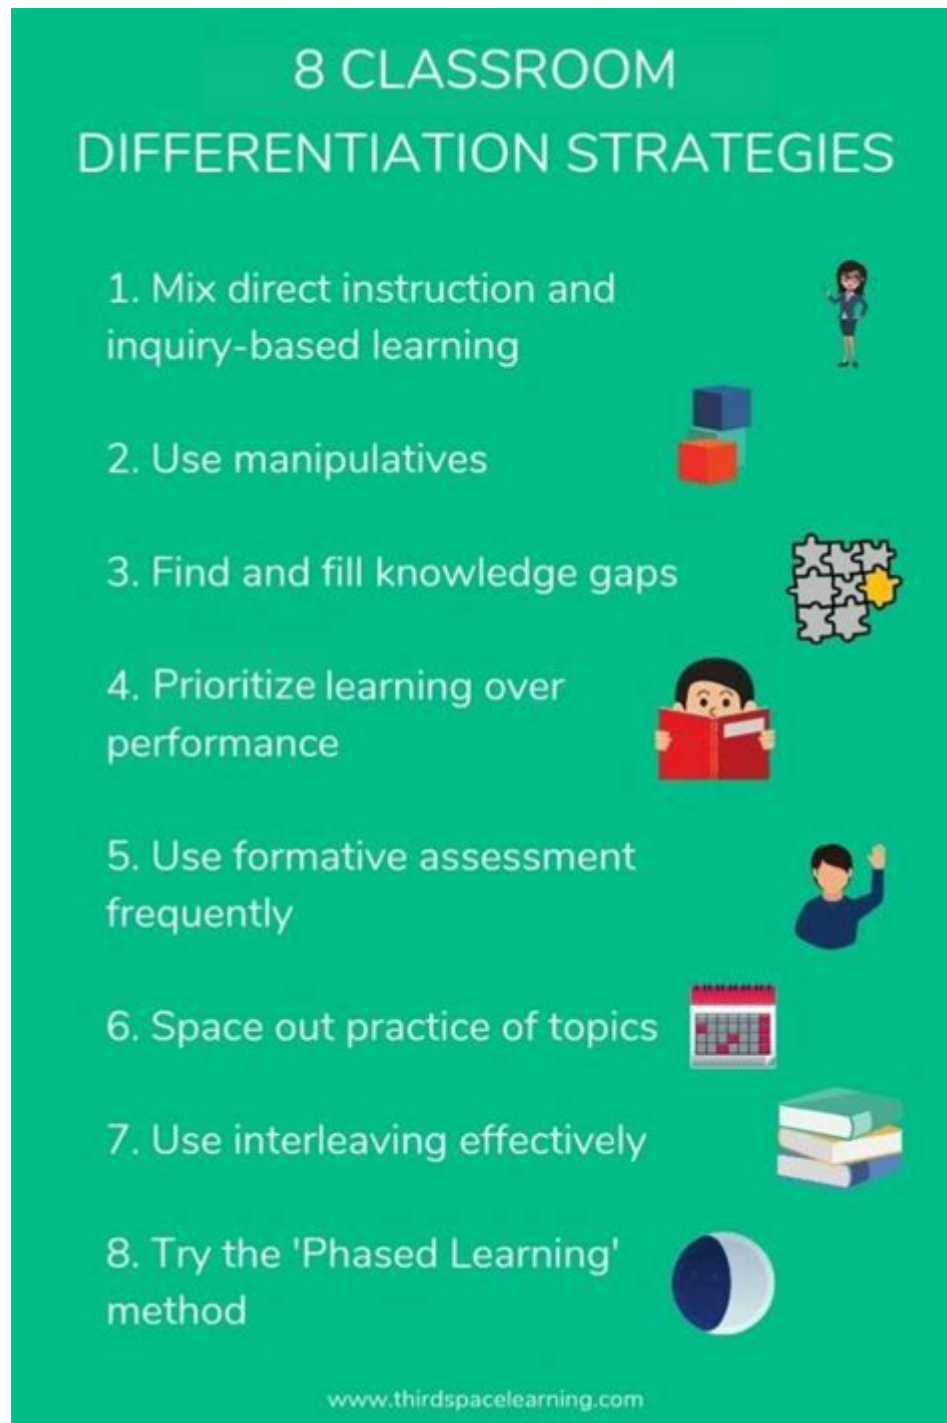 8 CLASSROOM
DIFFERENTIATION STRATEGIES
1. Mix direct instruction and
inquiry-based learning
2. Use manipulatives
3. Find and fill knowledge gaps
4. Prioritize learning over
performance
5. Use formative assessment
frequently
6. Space out practice of topics
7. Use interleaving effectively
8. Try the 'Phased Learning'
method
www.thirdspacelearning.com